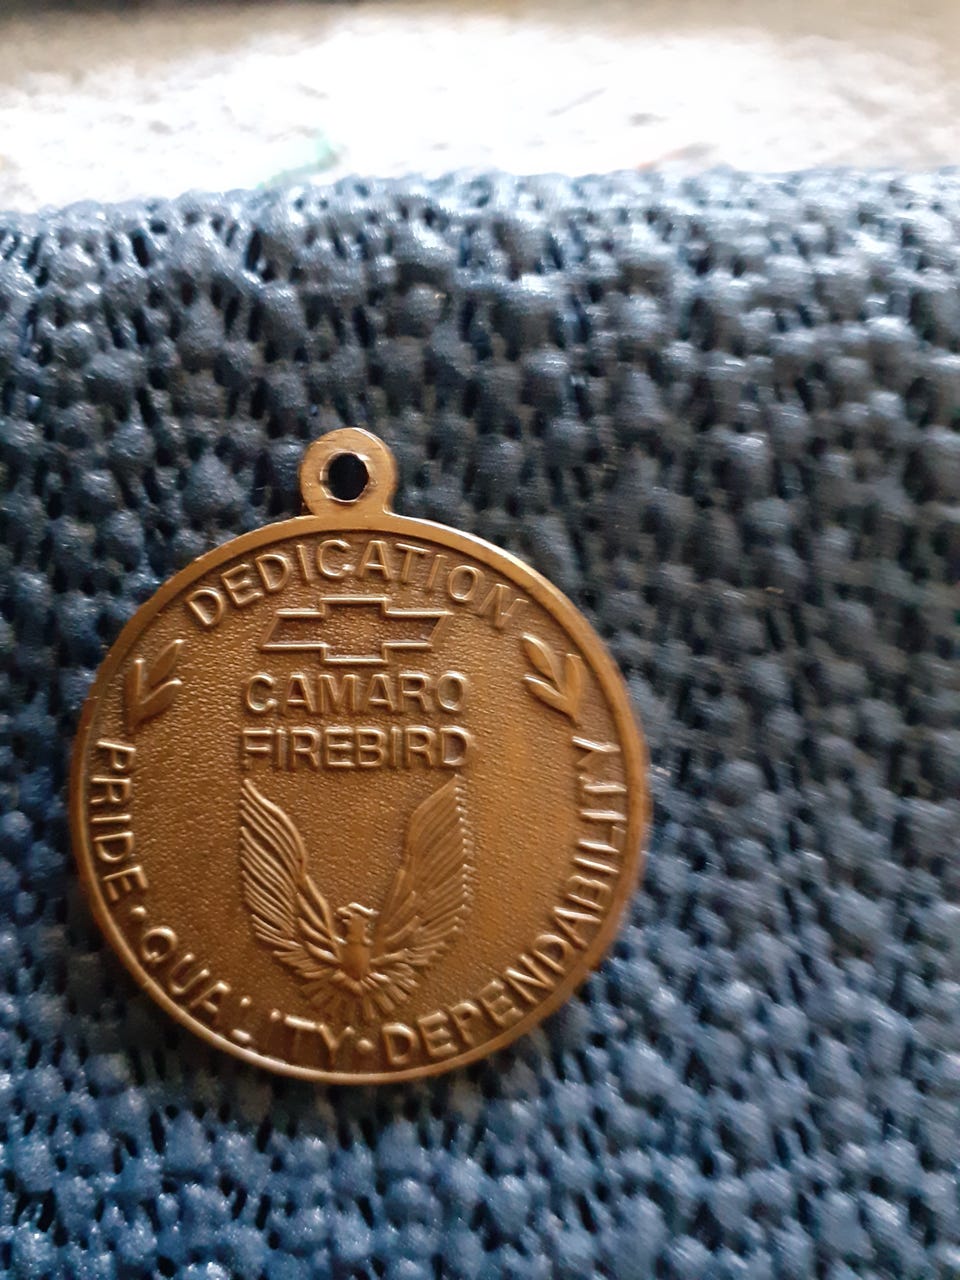 DEDICATION
CAMARO
FIREBIRD
PRIDE • QUALITY • DEPENDABILITY